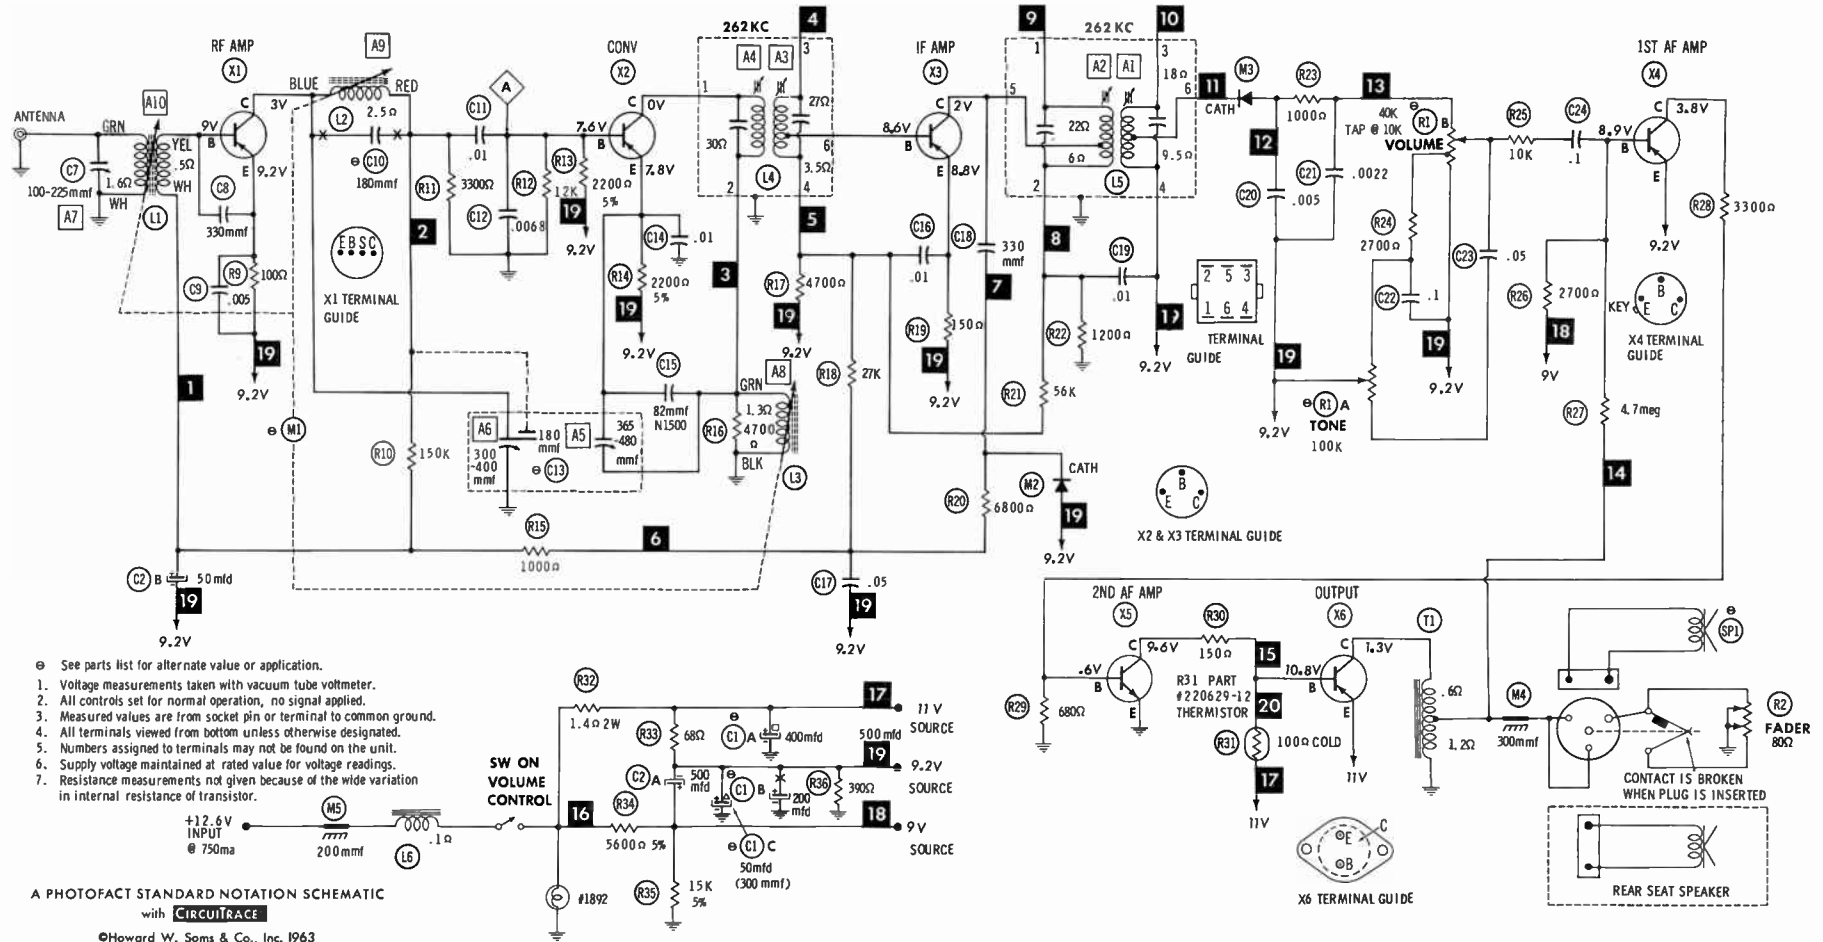 262KC
4
9
10
262KC
RF AMP
X1
A9
CONV
X2
A4
A3
3
IF AMP
X3
1
A2
A1
3
18Ω
6
11
CATH
M3
R23
1000Ω
13
40K
TAP @ 10K
R1
VOLUME
B
1ST AF AMP
X4
C
3.8V
ANTENNA
A10
GRN
YEL
.5Ω
WH
1.6Ω
WH
C7
100-225mmf
A7
L1
9V
B
C
3V
E
9.2V
C8
330mmf
C9
.005
R9
100Ω
19
9.2V
BLUE
RED
L2
2.5Ω
C10
180mmf
EBSC
X1 TERMINAL
GUIDE
2
C11
.01
A
R11
3300Ω
C12
.0068
R12
12K
R13
2200Ω
5%
19
9.2V
7.6V
B
C
0V
E
7.8V
C14
.01
R14
2200Ω
5%
19
9.2V
1
30Ω
2
27Ω
6
3.5Ω
4
L4
5
3
R17
4700Ω
19
9.2V
8.6V
B
C
2V
E
8.8V
C16
.01
C18
330
mmf
7
R19
150Ω
19
9.2V
5
22Ω
6Ω
2
9.5Ω
4
L5
8
C19
.01
R22
1200Ω
19
9.2V
2 5 3
1 6 4
TERMINAL
GUIDE
12
C20
.005
C21
.0022
19
9.2V
R24
2700Ω
C22
.1
19
9.2V
R1 A
TONE
100K
R25
10K
C24
.1
8.9V
B
E
9.2V
C23
.05
R26
2700Ω
18
9V
R28
3300Ω
KEY
B
E
C
X4 TERMINAL
GUIDE
R27
4.7meg
14
1
M1
R10
150K
A6
300
-400
mmf
180
mmf
C13
A5
365
-480
mmf
C15
82mmf
N1500
R16
GRN
1.3Ω
4700
Ω
BLK
A8
L3
R18
27K
R21
56K
R20
6800Ω
M2
CATH
19
9.2V
B
E
C
X2 & X3 TERMINAL GUIDE
R15
1000Ω
6
C17
.05
19
9.2V
C2 B
50mfd
19
9.2V
2ND AF AMP
X5
.6V
B
C
9.6V
E
R29
680Ω
R30
150Ω
15
R31 PART
#220629-12
THERMISTOR
20
R31
100Ω COLD
17
11V
OUTPUT
X6
10.8V
B
C
1.3V
E
11V
T1
.6Ω
1.2Ω
M4
300mmf
SP1
R2
FADER
80Ω
CONTACT IS BROKEN
WHEN PLUG IS INSERTED
REAR SEAT SPEAKER
E
B
C
X6 TERMINAL GUIDE
⊖ See parts list for alternate value or application.
1. Voltage measurements taken with vacuum tube voltmeter.
2. All controls set for normal operation, no signal applied.
3. Measured values are from socket pin or terminal to common ground.
4. All terminals viewed from bottom unless otherwise designated.
5. Numbers assigned to terminals may not be found on the unit.
6. Supply voltage maintained at rated value for voltage readings.
7. Resistance measurements not given because of the wide variation
in internal resistance of transistor.
+12.6V
INPUT
@ 750ma
M5
200mmf
L6
.1Ω
SW ON
VOLUME
CONTROL
16
R32
1.4Ω 2W
R33
68Ω
C1 A
400mfd
17
11V
SOURCE
500mfd
19
9.2V
SOURCE
C2 A
500
mfd
C1 B
200
mfd
R36
390Ω
R34
5600Ω 5%
18
9V
SOURCE
C1 C
50mfd
(300 mmf)
#1892
R35
15K
5%
A PHOTOFACT STANDARD NOTATION SCHEMATIC
with CIRCUITRACE
©Howard W. Sams & Co., Inc. 1963